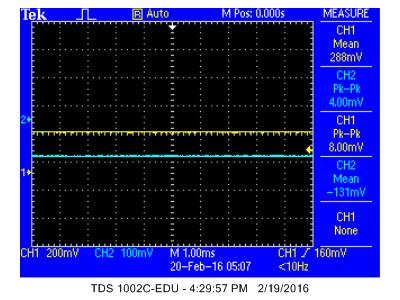 Tek R Auto M Pos: 0.000s MEASURE
CH1
Mean
288mV
CH2
Pk-Pk
4.00mV
CH1
Pk-Pk
8.00mV
CH2
Mean
-131mV
CH1
None
2
1
CH1 200mV CH2 100mV M 1.00ms CH1 160mV
20-Feb-16 05:07 <10Hz
TDS 1002C-EDU - 4:29:57 PM 2/19/2016